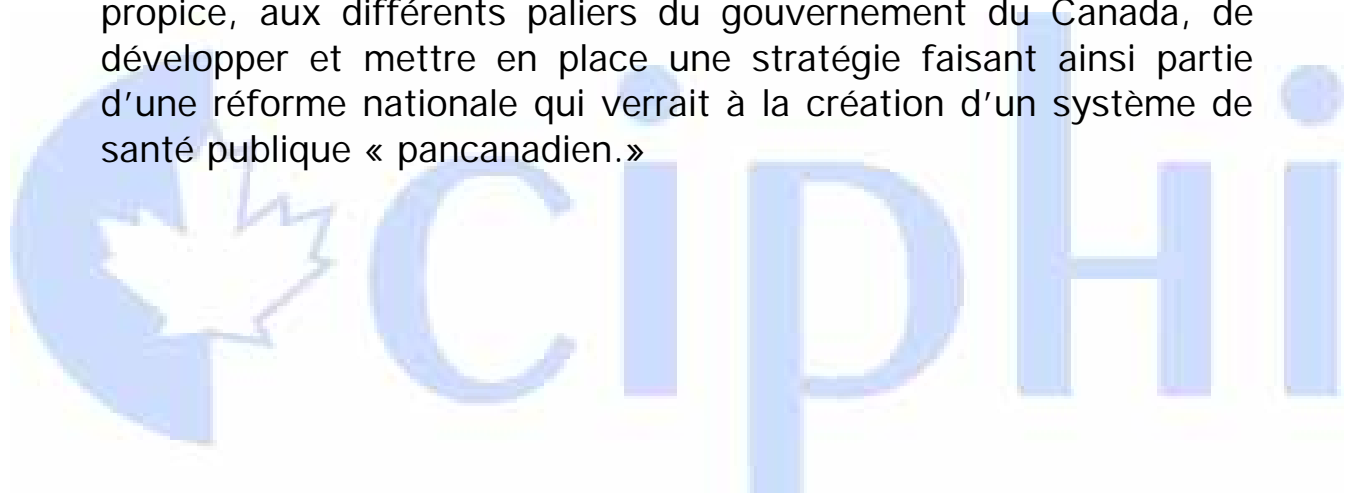 propice, aux différents paliers du gouvernement du Canada, de
développer et mettre en place une stratégie faisant ainsi partie
d’une réforme nationale qui verrait à la création d’un système de
santé publique « pancanadien.»
ciphi